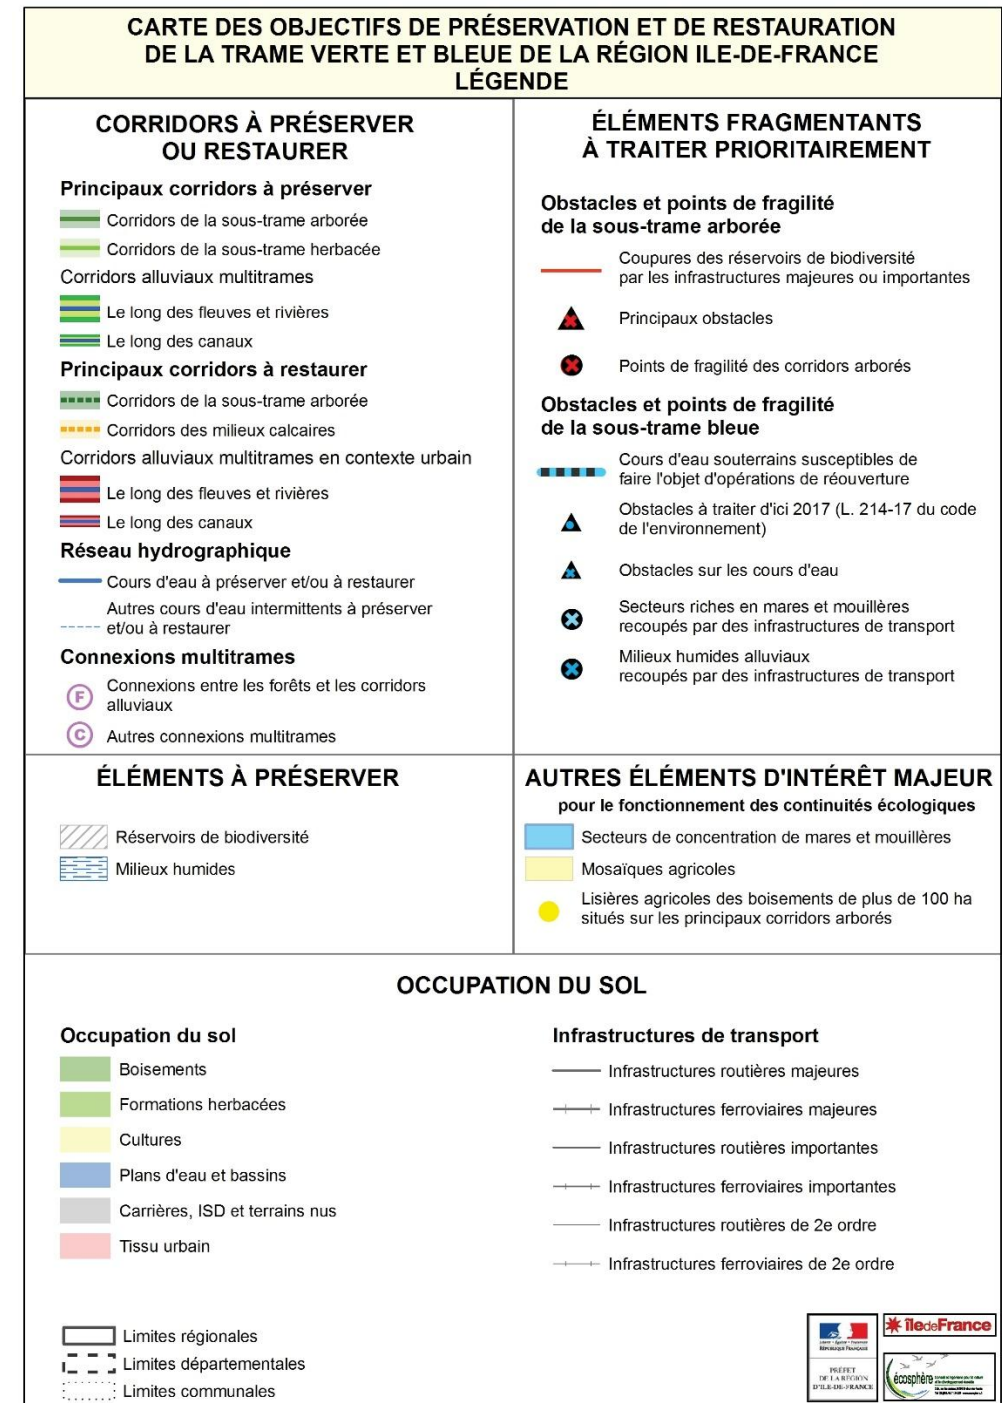 CARTE DES OBJECTIFS DE PRÉSERVATION ET DE RESTAURATION
DE LA TRAME VERTE ET BLEUE DE LA RÉGION ILE-DE-FRANCE
LÉGENDE
CORRIDORS À PRÉSERVER
OU RESTAURER
Principaux corridors à préserver
Corridors de la sous-trame arborée
Corridors de la sous-trame herbacée
Corridors alluviaux multitrames
Le long des fleuves et rivières
Le long des canaux
Principaux corridors à restaurer
Corridors de la sous-trame arborée
Corridors des milieux calcaires
Corridors alluviaux multitrames en contexte urbain
Le long des fleuves et rivières
Le long des canaux
Réseau hydrographique
Cours d'eau à préserver et/ou à restaurer
Autres cours d'eau intermittents à préserver
et/ou à restaurer
Connexions multitrames
F
Connexions entre les forêts et les corridors
alluviaux
C
Autres connexions multitrames
ÉLÉMENTS FRAGMENTANTS
À TRAITER PRIORITAIREMENT
Obstacles et points de fragilité
de la sous-trame arborée
Coupures des réservoirs de biodiversité
par les infrastructures majeures ou importantes
Principaux obstacles
Points de fragilité des corridors arborés
Obstacles et points de fragilité
de la sous-trame bleue
Cours d'eau souterrains susceptibles de
faire l'objet d'opérations de réouverture
Obstacles à traiter d'ici 2017 (L. 214-17 du code
de l'environnement)
Obstacles sur les cours d'eau
Secteurs riches en mares et mouillères
recoupés par des infrastructures de transport
Milieux humides alluviaux
recoupés par des infrastructures de transport
ÉLÉMENTS À PRÉSERVER
Réservoirs de biodiversité
Milieux humides
AUTRES ÉLÉMENTS D'INTÉRÊT MAJEUR
pour le fonctionnement des continuités écologiques
Secteurs de concentration de mares et mouillères
Mosaïques agricoles
Lisières agricoles des boisements de plus de 100 ha
situés sur les principaux corridors arborés
OCCUPATION DU SOL
Occupation du sol
Boisements
Formations herbacées
Cultures
Plans d'eau et bassins
Carrières, ISD et terrains nus
Tissu urbain
Infrastructures de transport
Infrastructures routières majeures
Infrastructures ferroviaires majeures
Infrastructures routières importantes
Infrastructures ferroviaires importantes
Infrastructures routières de 2e ordre
Infrastructures ferroviaires de 2e ordre
Limites régionales
Limites départementales
Limites communales
RÉPUBLIQUE FRANÇAISE
PRÉFET
DE LA RÉGION
D'ILE-DE-FRANCE
îledeFrance
écosphère